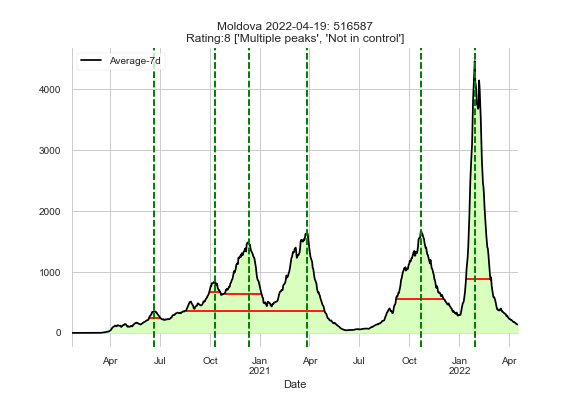 Moldova 2022-04-19: 516587
Rating:8 ['Multiple peaks', 'Not in control']
Average-7d
4000
3000
2000
1000
0
Apr
Jul
Oct
Jan
2021
Apr
Jul
Oct
Jan
2022
Apr
Date